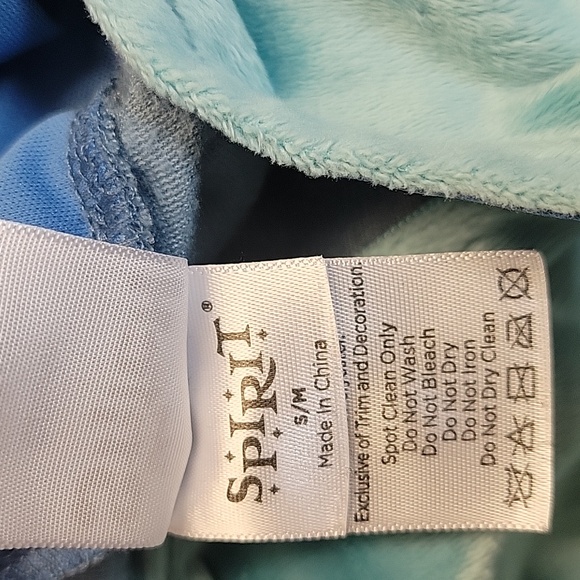 SPIRIT®
S/M
Made In China
Exclusive of Trim and Decoration.
Spot Clean Only
Do Not Wash
Do Not Bleach
Do Not Dry
Do Not Iron
Do Not Dry Clean